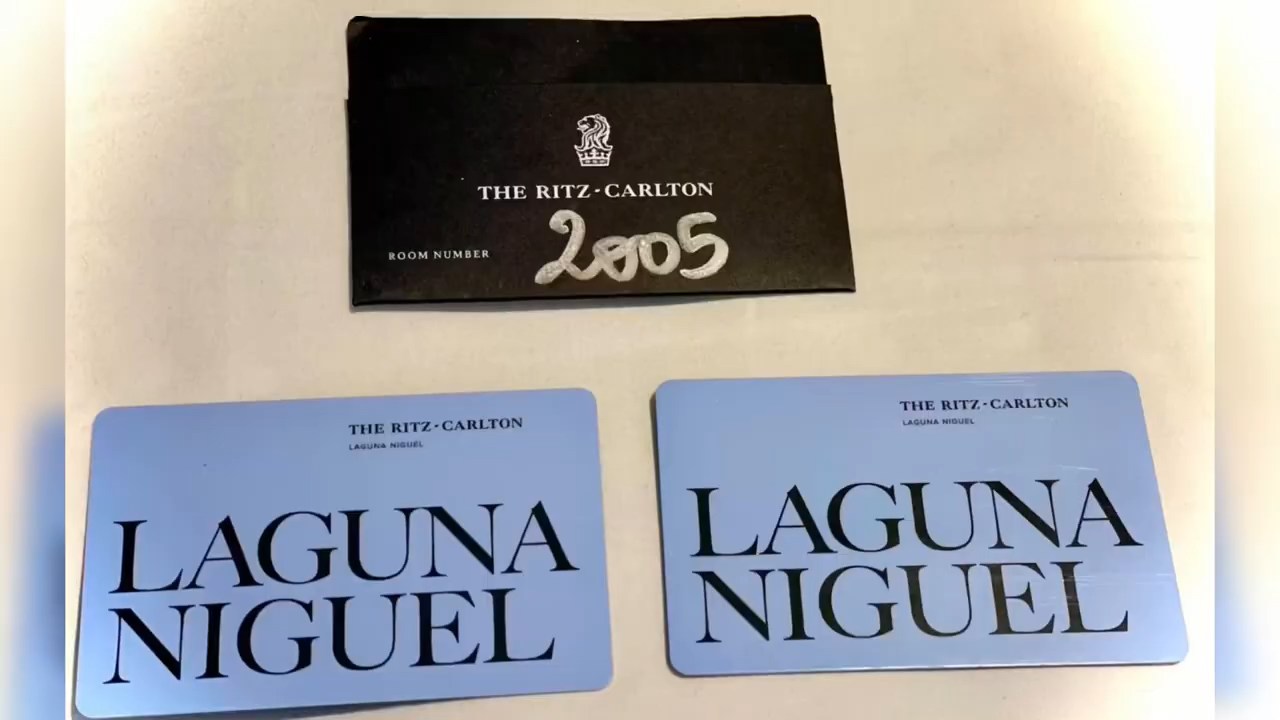 THE RITZ-CARLTON
ROOM NUMBER 2005
THE RITZ-CARLTON
LAGUNA NIGUEL
LAGUNA
NIGUEL
THE RITZ-CARLTON
LAGUNA NIGUEL
LAGUNA
NIGUEL